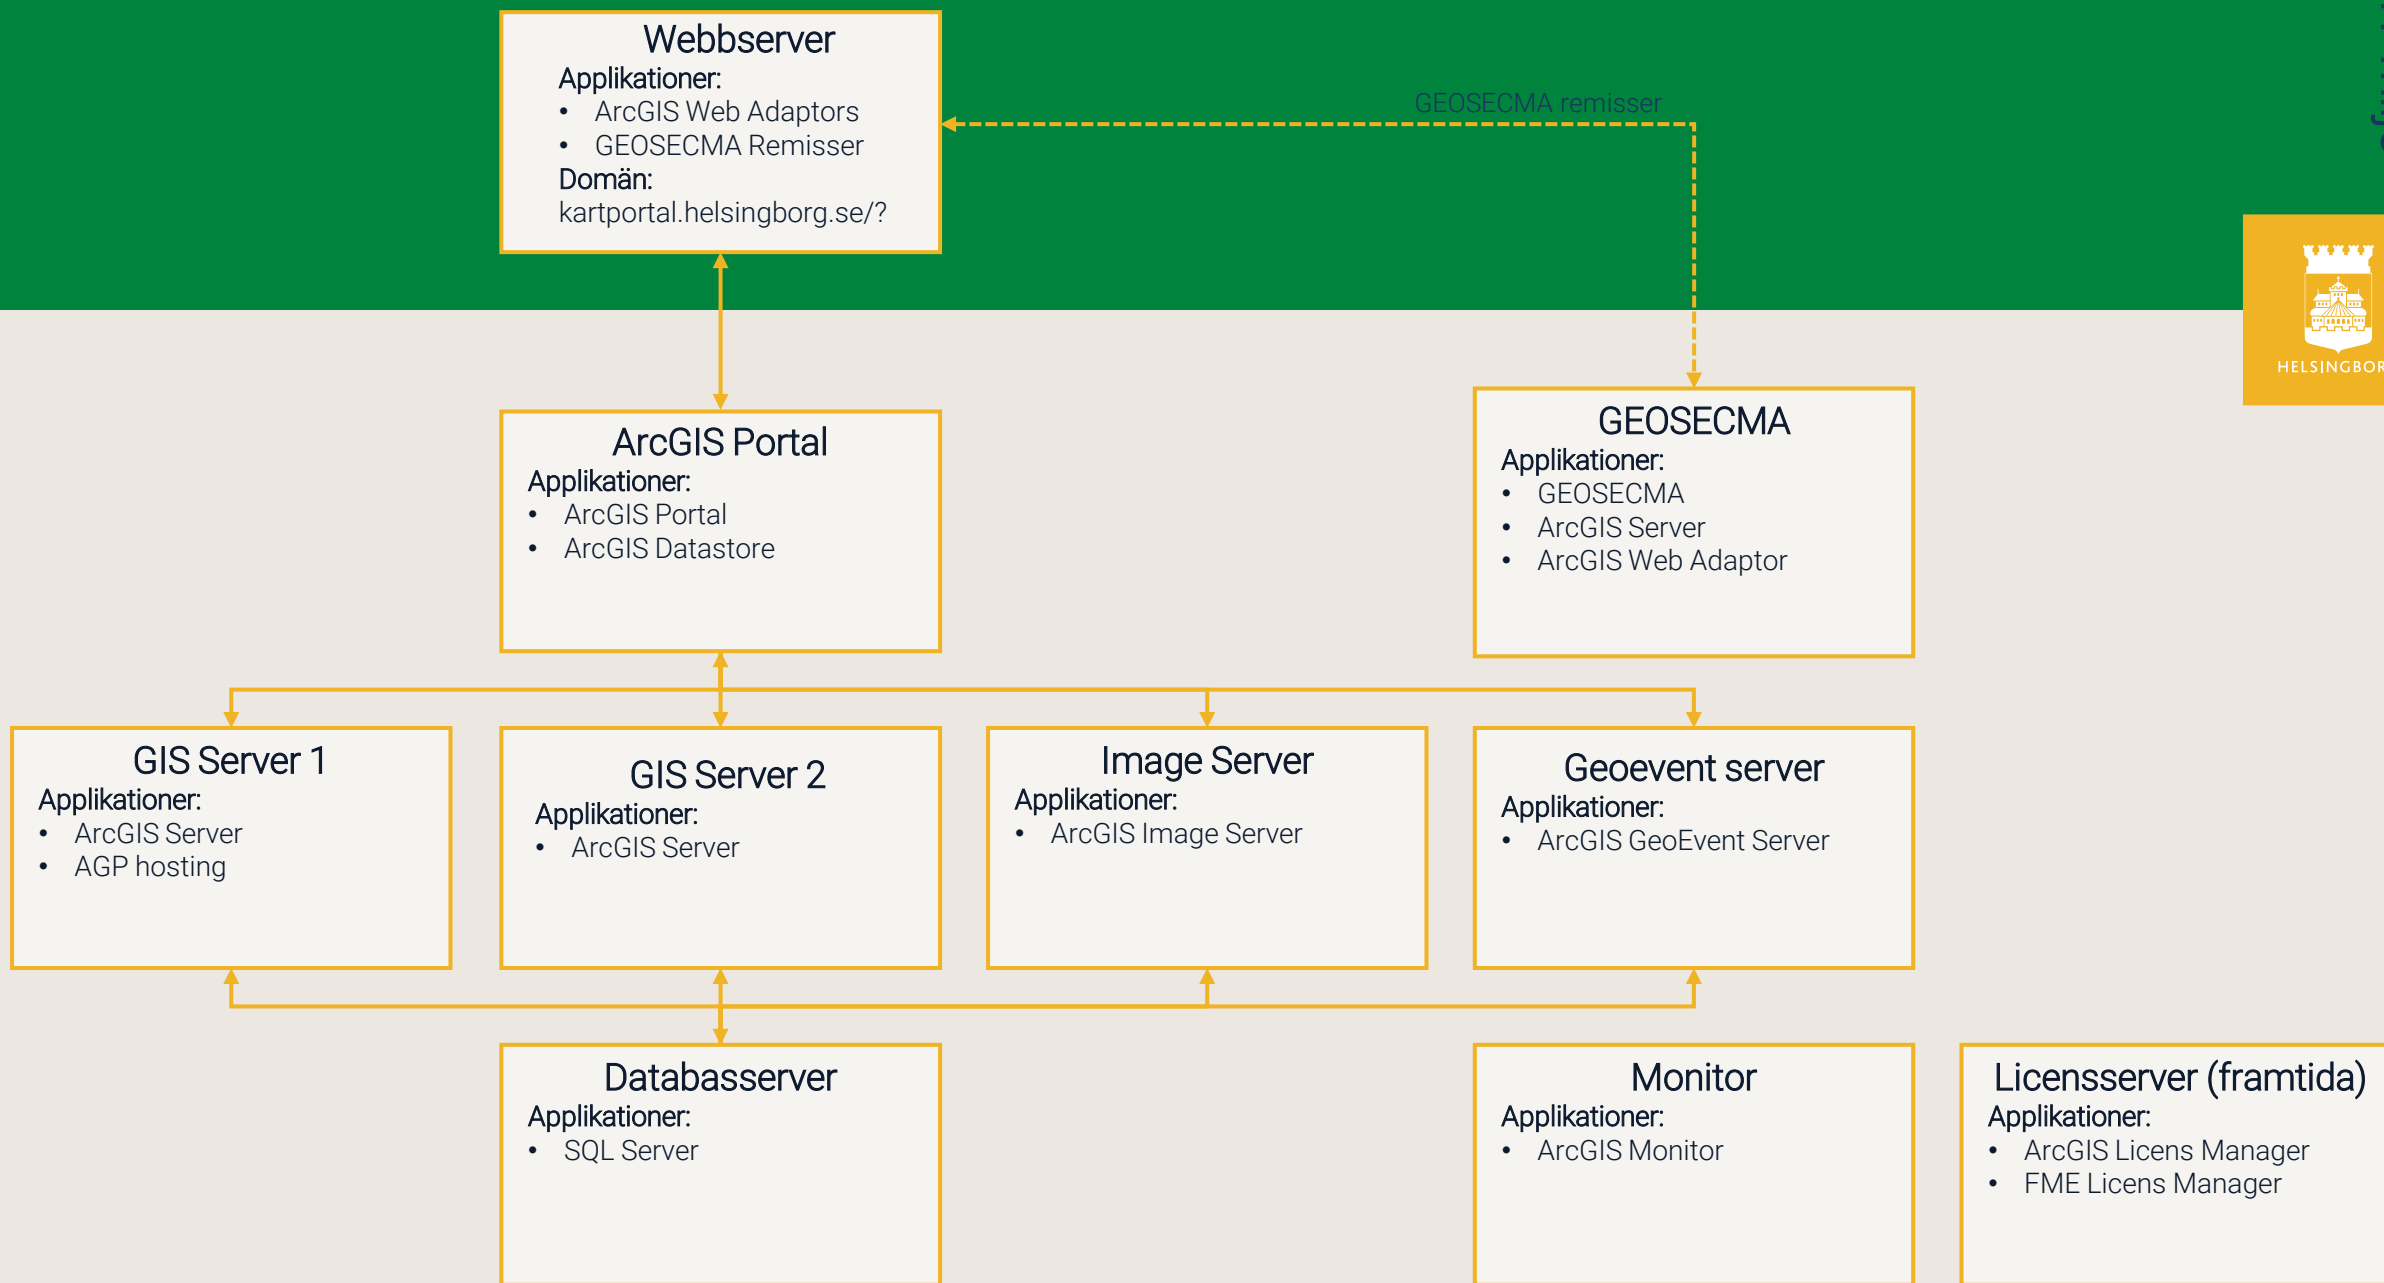 Webbserver
Applikationer:
• ArcGIS Web Adaptors
• GEOSECMA Remisser
Domän:
kartportal.helsingborg.se/?
GEOSECMA remisser
ArcGIS Portal
Applikationer:
• ArcGIS Portal
• ArcGIS Datastore
GEOSECMA
Applikationer:
• GEOSECMA
• ArcGIS Server
• ArcGIS Web Adaptor
GIS Server 1
Applikationer:
• ArcGIS Server
• AGP hosting
GIS Server 2
Applikationer:
• ArcGIS Server
Image Server
Applikationer:
• ArcGIS Image Server
Geoevent server
Applikationer:
• ArcGIS GeoEvent Server
Databasserver
Applikationer:
• SQL Server
Monitor
Applikationer:
• ArcGIS Monitor
Licensserver (framtida)
Applikationer:
• ArcGIS Licens Manager
• FME Licens Manager